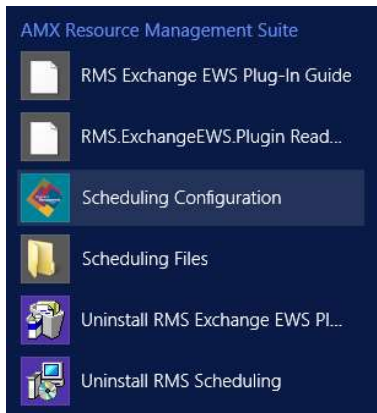 AMX Resource Management Suite
RMS Exchange EWS Plug-In Guide
RMS.ExchangeEWS.Plugin Read...
Scheduling Configuration
Scheduling Files
Uninstall RMS Exchange EWS Pl...
Uninstall RMS Scheduling